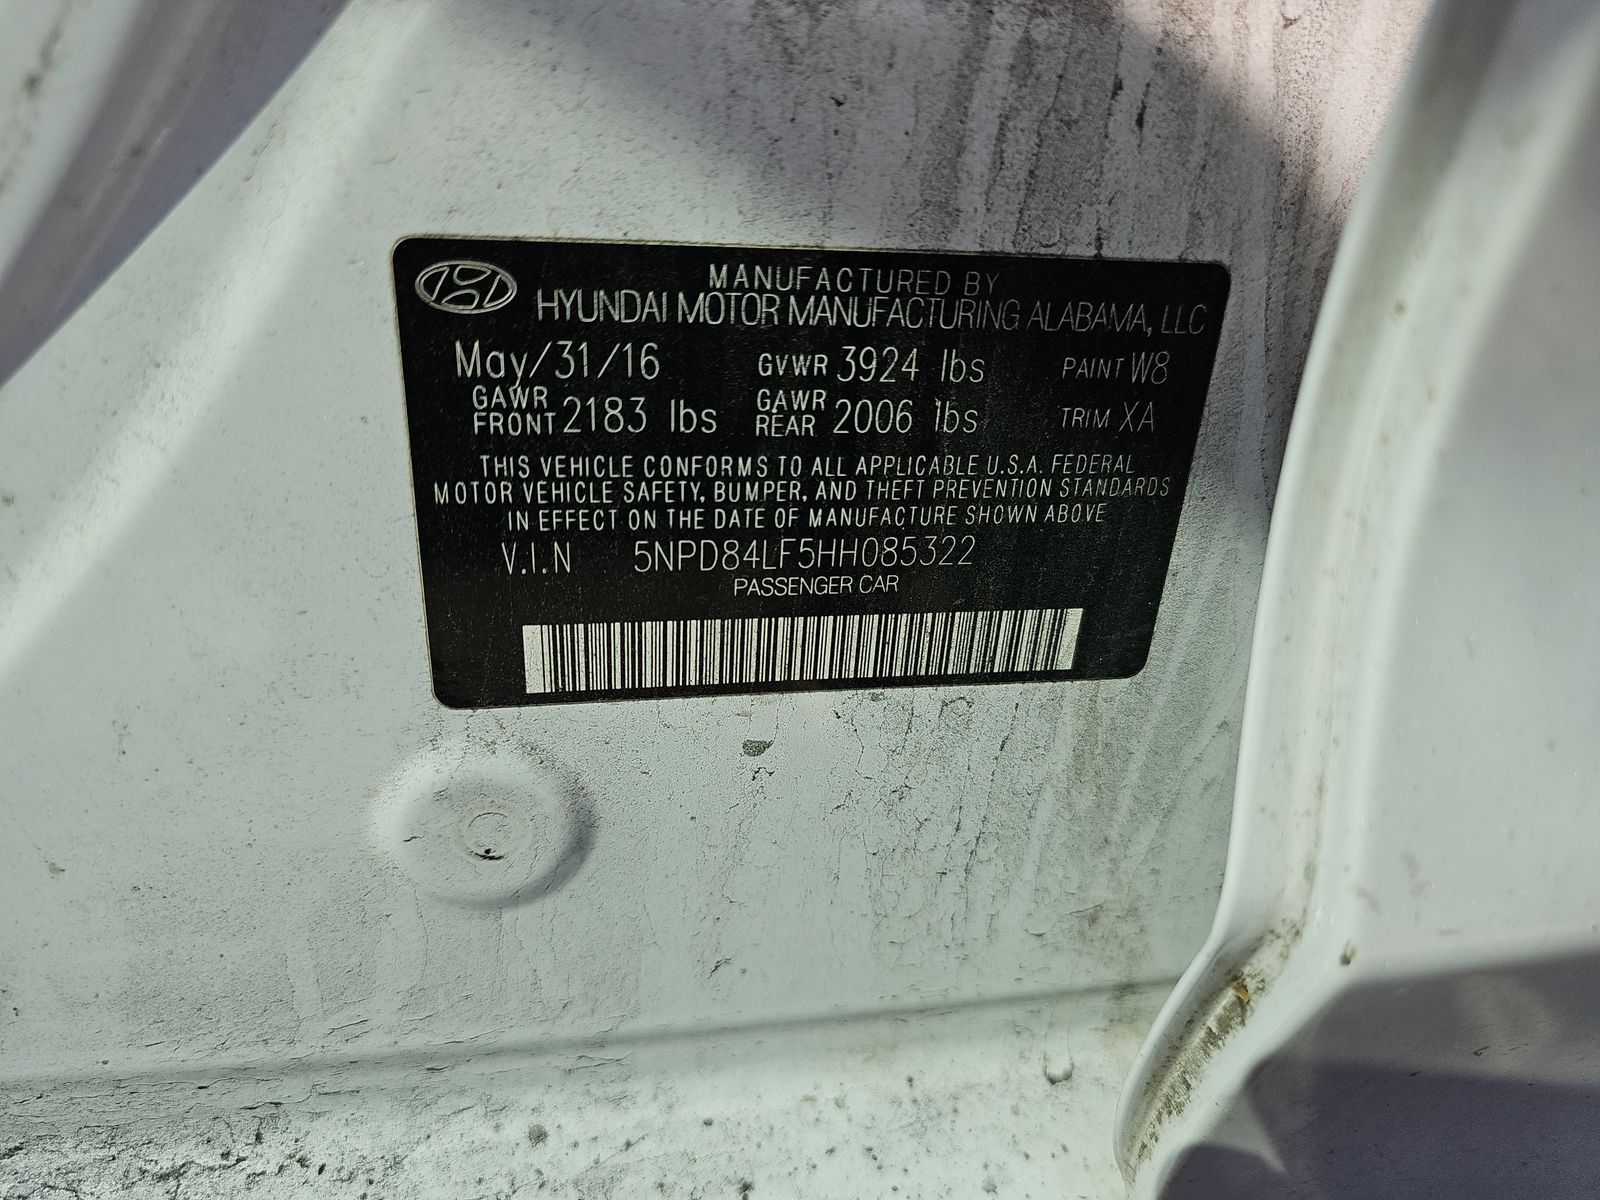 MANUFACTURED BY
HYUNDAI MOTOR MANUFACTURING ALABAMA, LLC
May/31/16 GVWR 3924 lbs PAINT W8
GAWR FRONT 2183 lbs GAWR REAR 2006 lbs TRIM XA
THIS VEHICLE CONFORMS TO ALL APPLICABLE U.S.A. FEDERAL
MOTOR VEHICLE SAFETY, BUMPER, AND THEFT PREVENTION STANDARDS
IN EFFECT ON THE DATE OF MANUFACTURE SHOWN ABOVE
V.I.N 5NPD84LF5HH085322
PASSENGER CAR